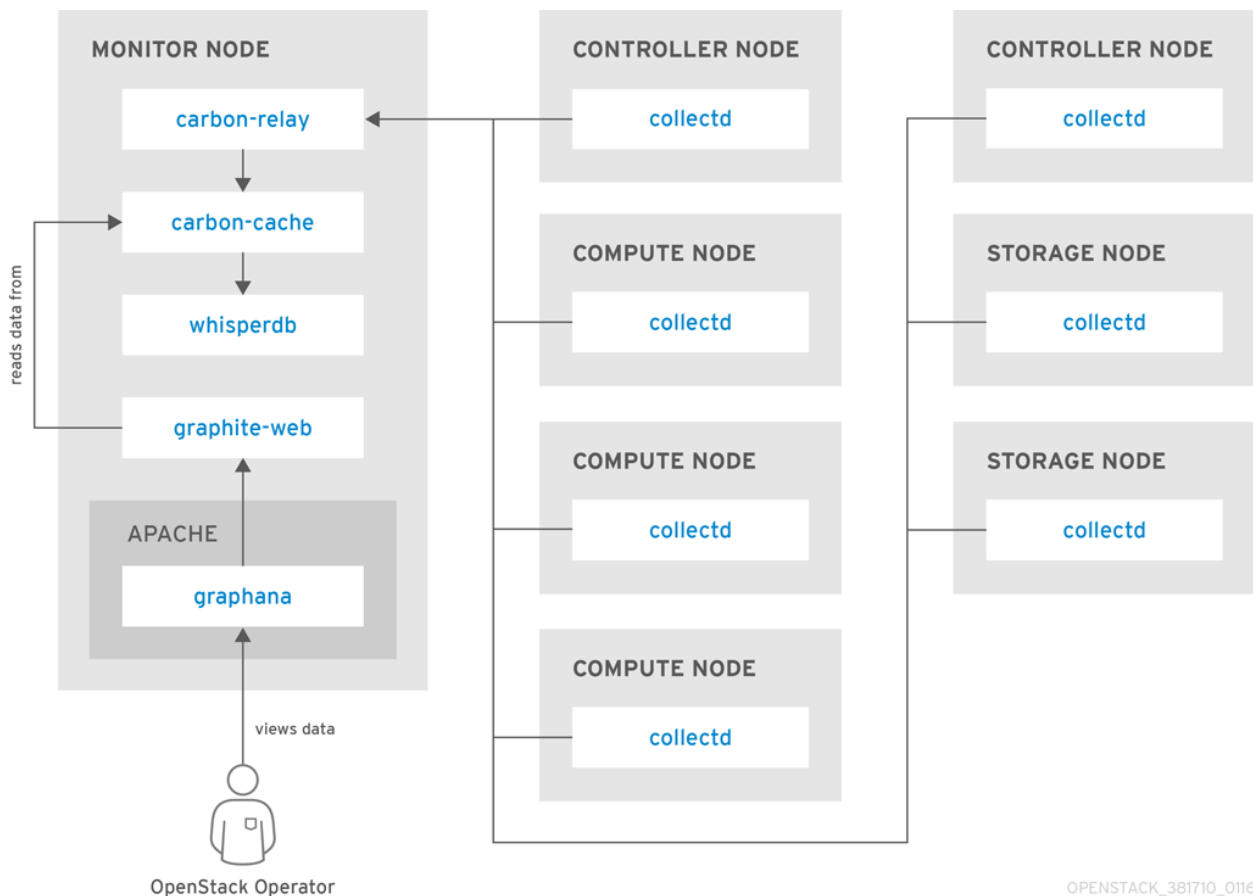 MONITOR NODE
carbon-relay
carbon-cache
reads data from
whisperdb
graphite-web
APACHE
graphana
views data
OpenStack Operator
CONTROLLER NODE
collectd
COMPUTE NODE
collectd
COMPUTE NODE
collectd
COMPUTE NODE
collectd
CONTROLLER NODE
collectd
STORAGE NODE
collectd
STORAGE NODE
collectd
OPENSTACK_381710_0116